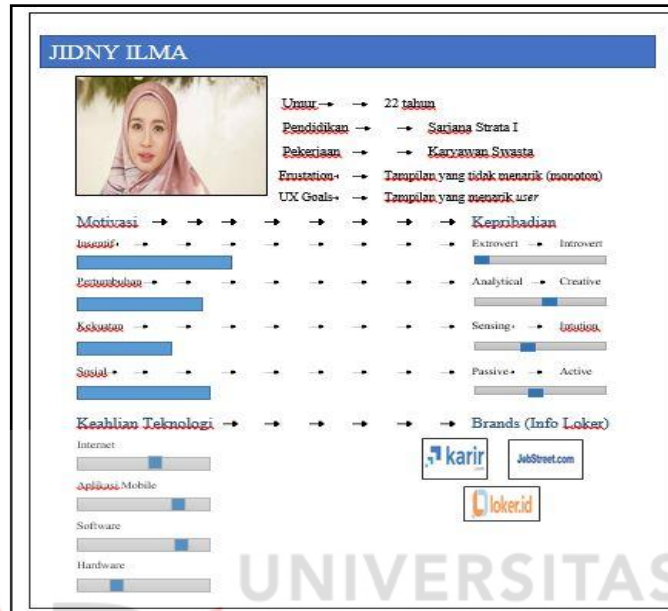 JIDNY ILMA
Umur → → 22 tahun
Pendidikan → → Sarjana Strata I
Pekerjaan → → Karyawan Swasta
Frustation → Tampilan yang tidak menarik (monoton)
UX Goals → Tampilan yang menarik user
Motivasi → → → → → → → → → Kepribadian
Insentif → → → → → → → → → Extrovert → Introvert
Pertumbuhan → → → → → → → → → Analytical → Creative
Kekuatan → → → → → → → → → Sensing → Intution
Sosial → → → → → → → → → Passive → Active
Keahlian Teknologi → → → → → → Brands (Info Loker)
Internet
karir
JobStreet.com
Aplikasi Mobile
loker.id
Software
Hardware
UNIVERSITAS